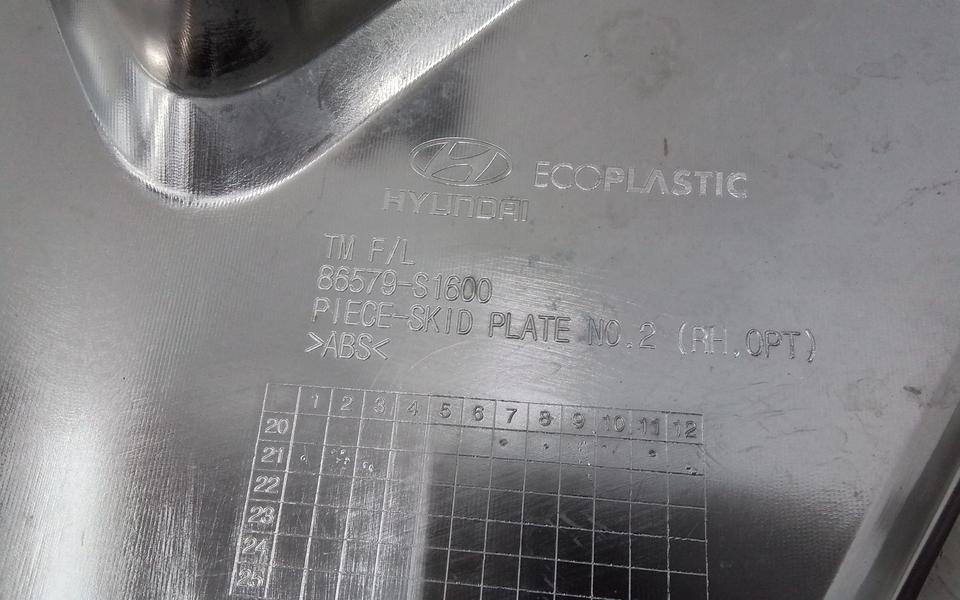 ECOPLASTIC
HYUNDAI
TM F/L
86579-S1600
PIECE-SKID PLATE NO.2 (RH.OPT)
>ABS<
1 2 3 4 5 6 7 8 9 10 11 12
20
21
22
23
24
25